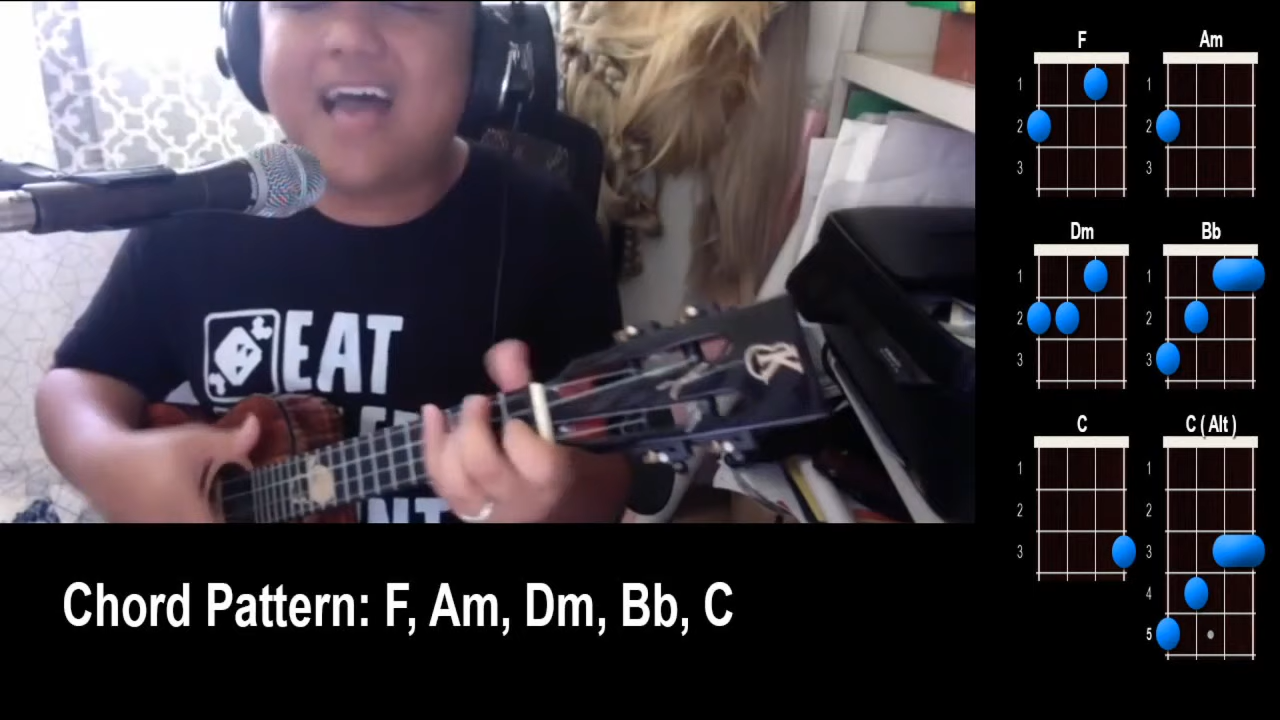 EAT
NT
Chord Pattern: F, Am, Dm, Bb, C
F Am
1 1
2 2
3 3
Dm Bb
1 1
2 2
3 3
C C ( Alt )
1 1
2 2
3 3
4
5
K